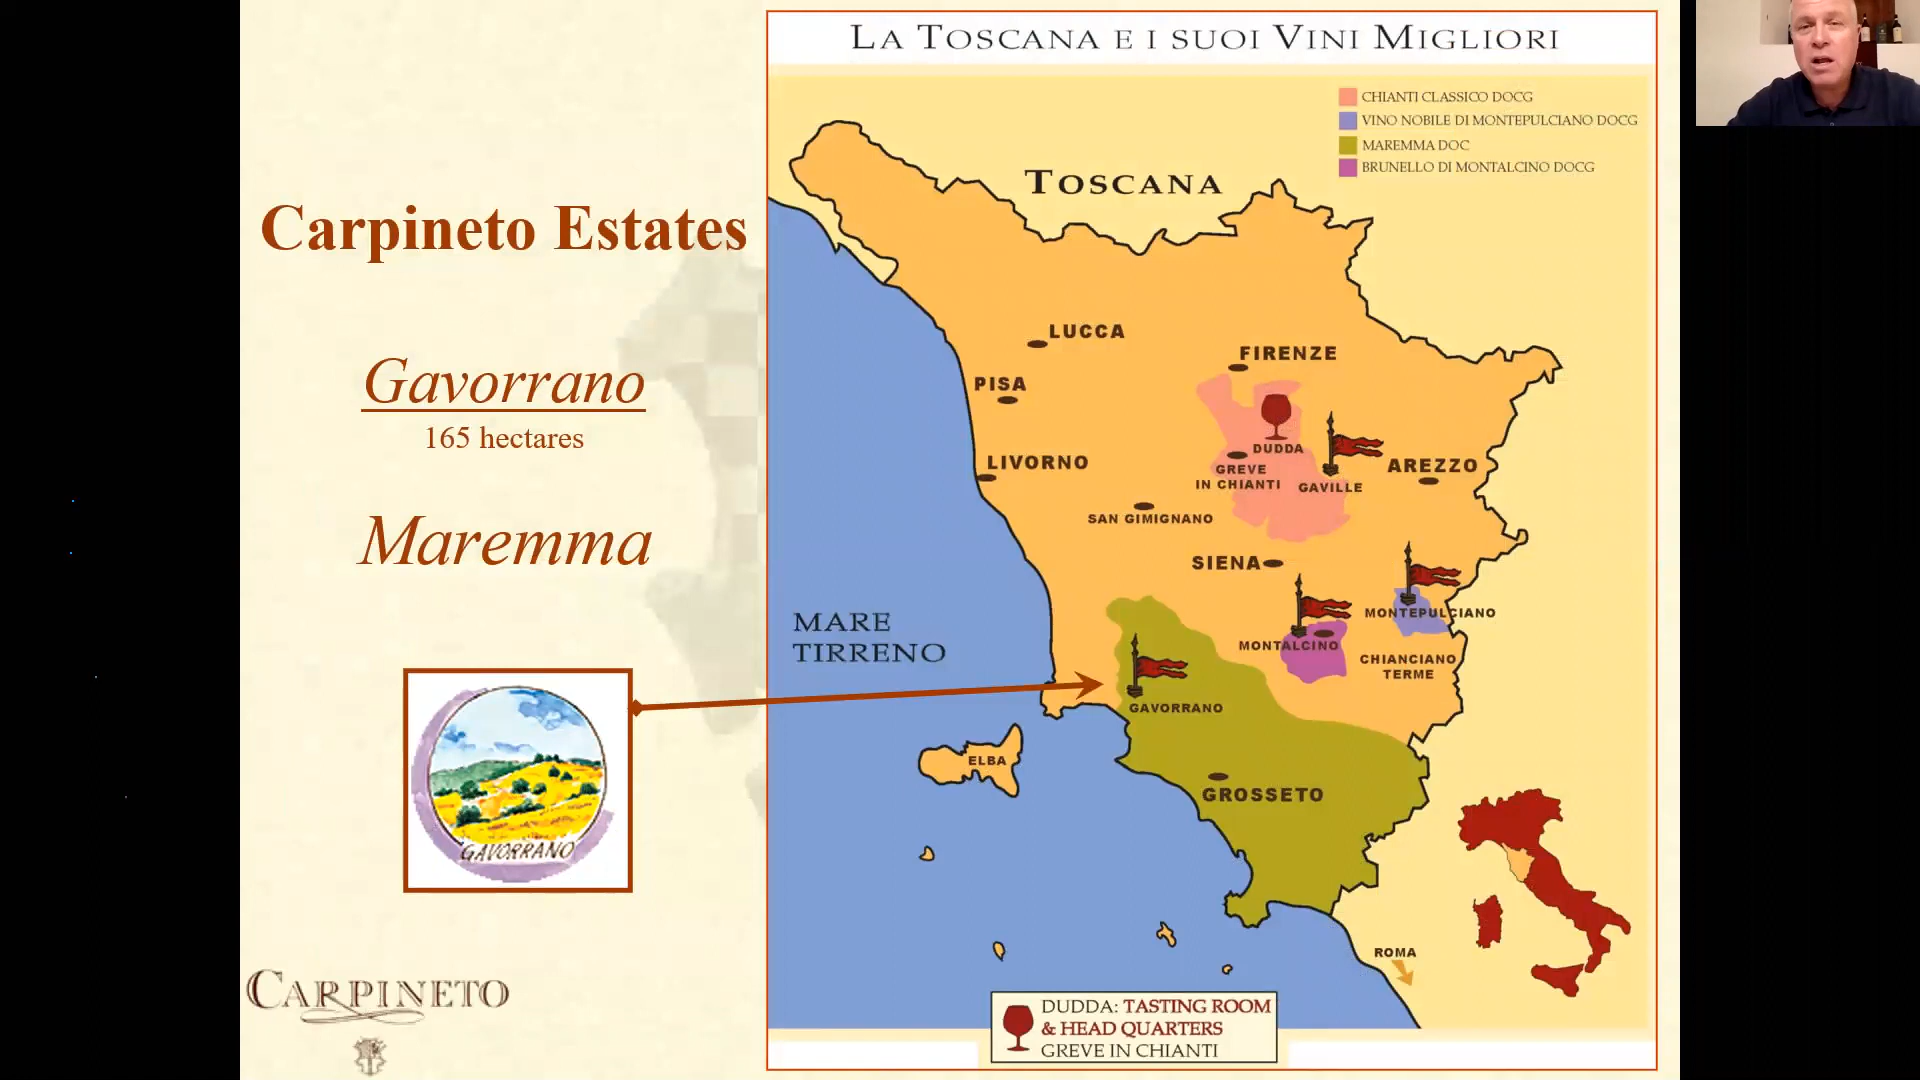 LA TOSCANA E I SUOI VINI MIGLIORI
CHIANTI CLASSICO DOCG
VINO NOBILE DI MONTEPULCIANO DOCG
MAREMMA DOC
BRUNELLO DI MONTALCINO DOCG
TOSCANA
Carpineto Estates
Gavorrano
165 hectares
Maremma
GAVORRANO
CARPINETO
LUCCA
FIRENZE
PISA
DUDDA
LIVORNO
GREVE
IN CHIANTI
GAVILLE
AREZZO
SAN GIMIGNANO
SIENA
MARE
TIRRENO
MONTEPULCIANO
MONTALCINO
CHIANCIANO
TERME
GAVORRANO
ELBA
GROSSETO
ROMA
DUDDA: TASTING ROOM
& HEAD QUARTERS
GREVE IN CHIANTI